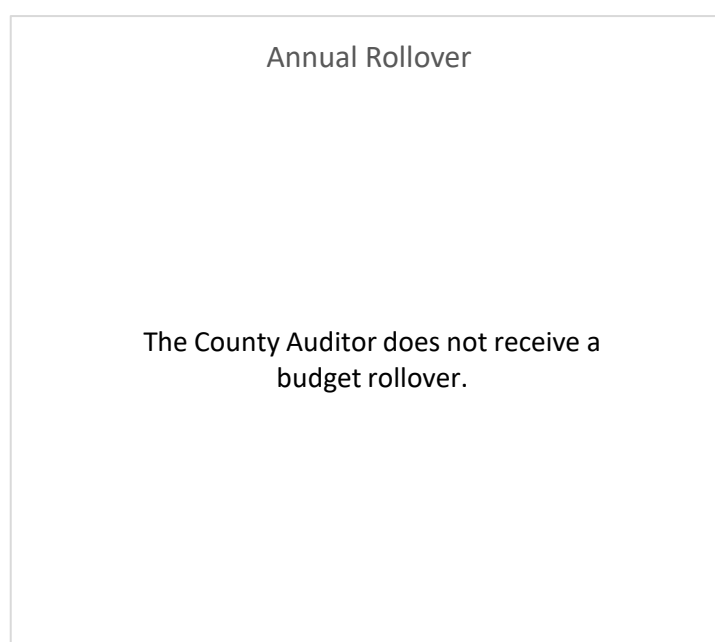 Annual Rollover
The County Auditor does not receive a
budget rollover.